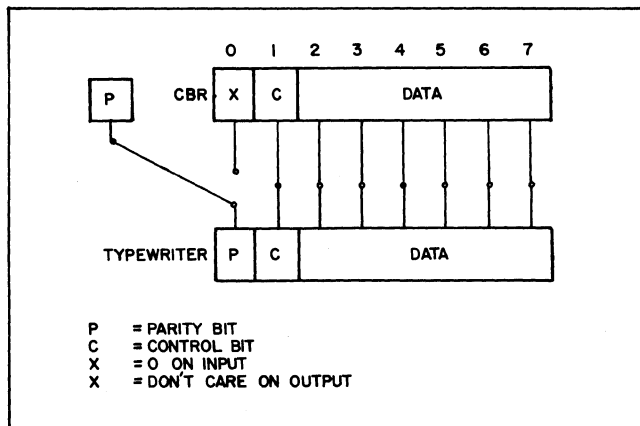 0 1 2 3 4 5 6 7
P CBR X C DATA
TYPEWRITER P C DATA
P = PARITY BIT
C = CONTROL BIT
X = O ON INPUT
X = DON'T CARE ON OUTPUT